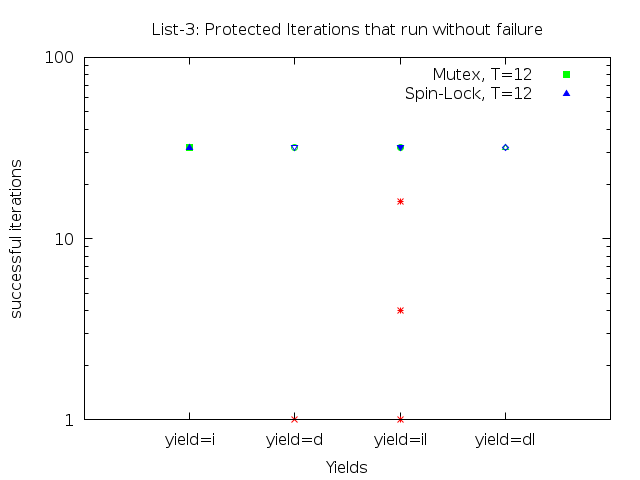 List-3: Protected Iterations that run without failure
100
Mutex, T=12
Spin-Lock, T=12
successful iterations
10
1
yield=i yield=d yield=il yield=dl
Yields